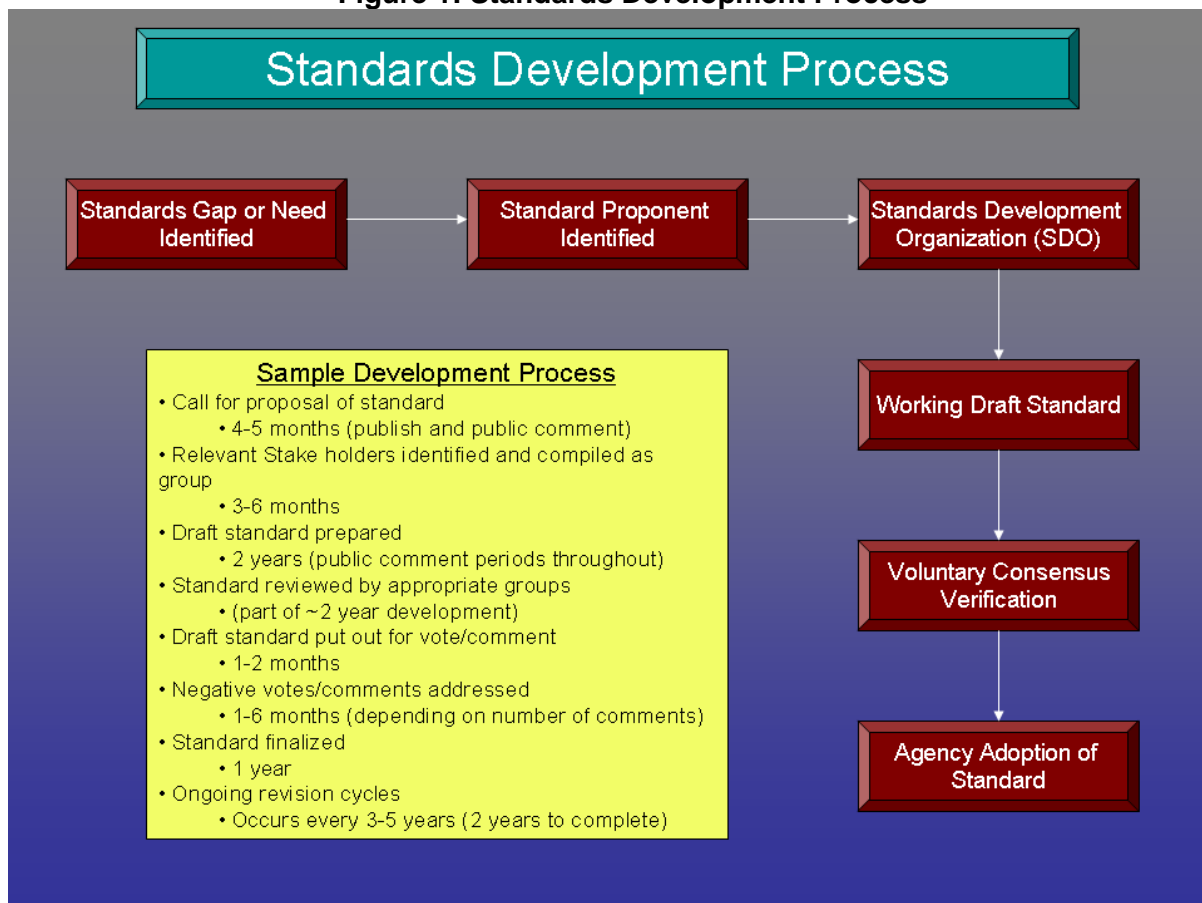 Figure 1. Standards Development Process
Standards Development Process
Standards Gap or Need
Identified
Standard Proponent
Identified
Standards Development
Organization (SDO)
Working Draft Standard
Voluntary Consensus
Verification
Agency Adoption of
Standard
Sample Development Process
• Call for proposal of standard
• 4-5 months (publish and public comment)
• Relevant Stake holders identified and compiled as
group
• 3-6 months
• Draft standard prepared
• 2 years (public comment periods throughout)
• Standard reviewed by appropriate groups
• (part of ~2 year development)
• Draft standard put out for vote/comment
• 1-2 months
• Negative votes/comments addressed
• 1-6 months (depending on number of comments)
• Standard finalized
• 1 year
• Ongoing revision cycles
• Occurs every 3-5 years (2 years to complete)